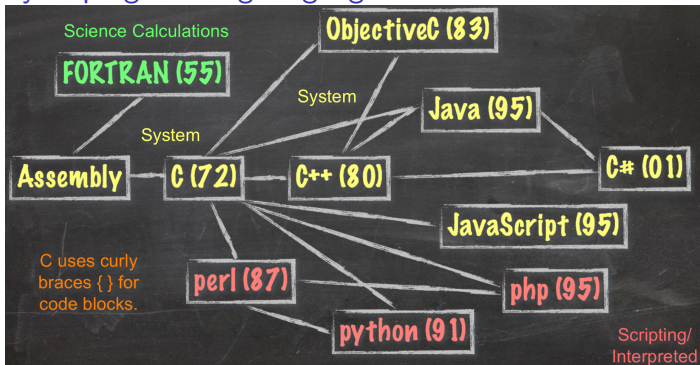 Science Calculations
ObjectiveC (83)
FORTRAN (55)
System
Java (95)
System
Assembly
C (72)
C++ (80)
C# (01)
JavaScript (95)
C uses curly
braces { } for
code blocks.
perl (87)
php (95)
python (91)
Scripting/
Interpreted